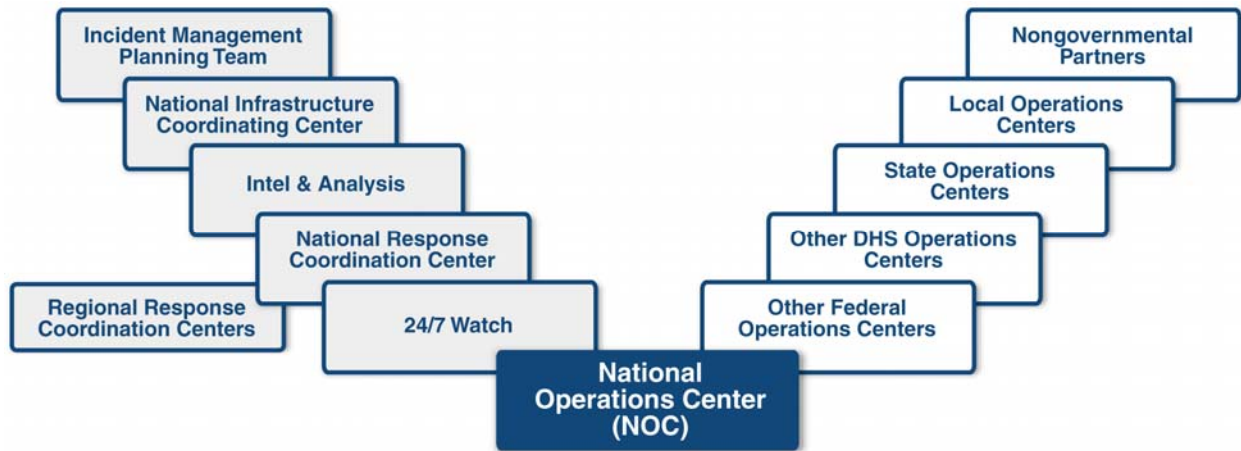 Incident Management
Planning Team
National Infrastructure
Coordinating Center
Intel & Analysis
National Response
Coordination Center
Regional Response
Coordination Centers
24/7 Watch
Nongovernmental
Partners
Local Operations
Centers
State Operations
Centers
Other DHS Operations
Centers
Other Federal
Operations Centers
National
Operations Center
(NOC)